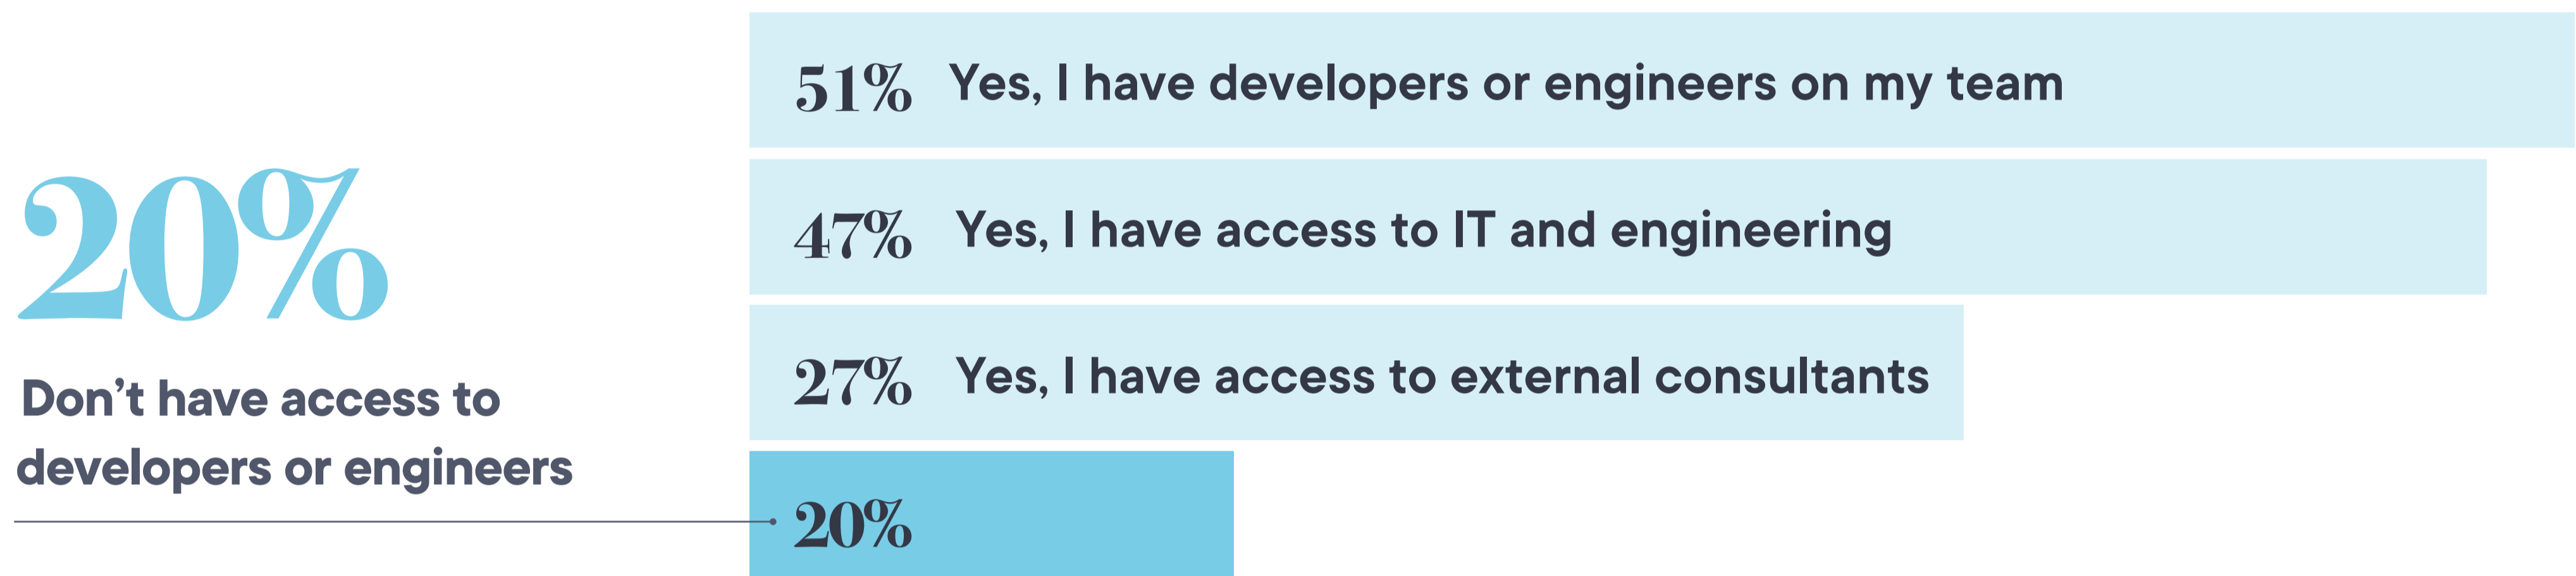 20%
Don’t have access to
developers or engineers
51% Yes, I have developers or engineers on my team
47% Yes, I have access to IT and engineering
27% Yes, I have access to external consultants
20%